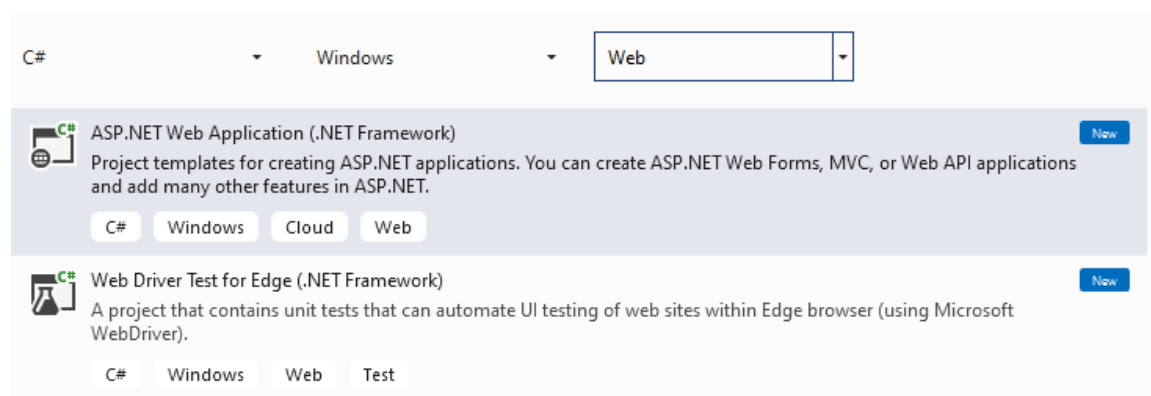 C# Windows Web
C#
ASP.NET Web Application (.NET Framework) New
Project templates for creating ASP.NET applications. You can create ASP.NET Web Forms, MVC, or Web API applications
and add many other features in ASP.NET.
C# Windows Cloud Web
C#
Web Driver Test for Edge (.NET Framework) New
A project that contains unit tests that can automate UI testing of web sites within Edge browser (using Microsoft
WebDriver).
C# Windows Web Test